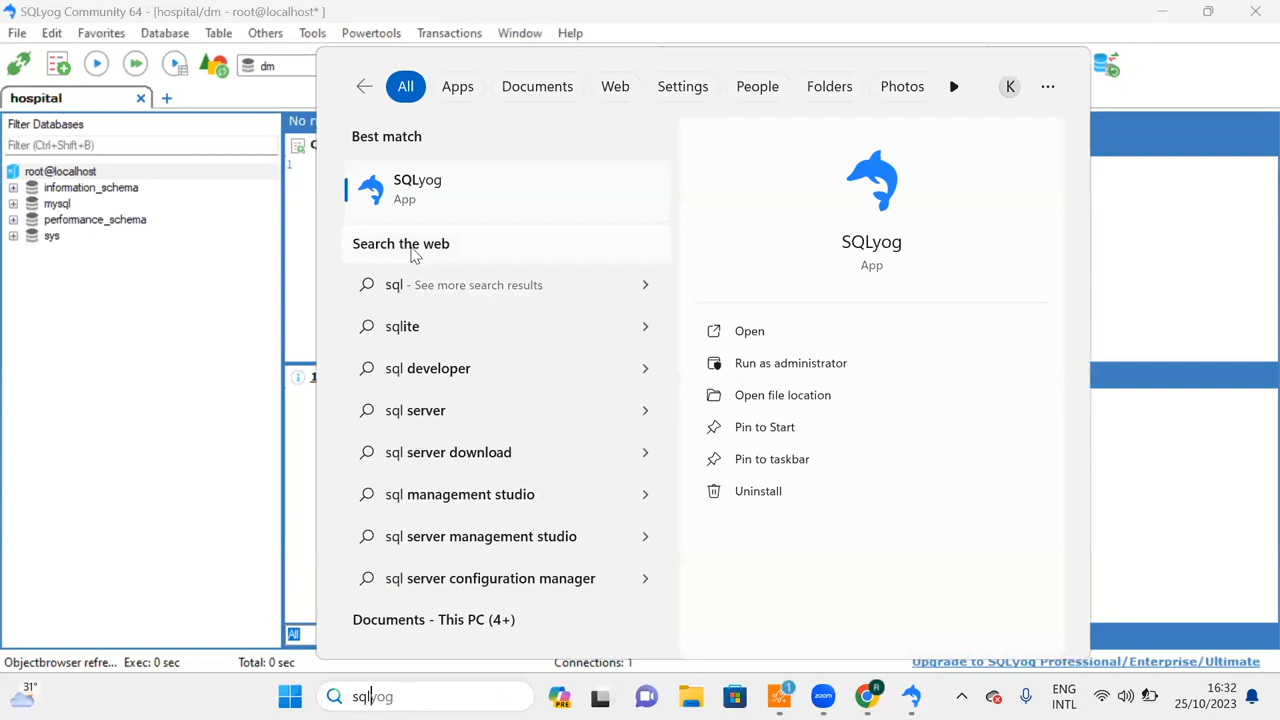 SQLyog Community 64 - [hospital/dm - root@localhost* ]
File Edit Favorites Database Table Others Tools Powertools Transactions Window Help
dm
hospital
Filter Databases
Filter (Ctrl+Shift+B)
root@localhost
information_schema
mysql
performance_schema
sys
1
All Apps Documents Web Settings People Folders Photos K
Best match
SQLyog
App
Search the web
sql - See more search results
sqlite
sql developer
sql server
sql server download
sql management studio
sql server management studio
sql server configuration manager
Documents - This PC (4+)
SQLyog
App
Open
Run as administrator
Open file location
Pin to Start
Pin to taskbar
Uninstall
All
Objectbrowser refre... Exec: 0 sec Total: 0 sec Connections: 1 Upgrade to SQLyog Professional/Enterprise/Ultimate
31°
sqlyog
PRE
1
zoom
R
ENG
INTL
16:32
25/10/2023